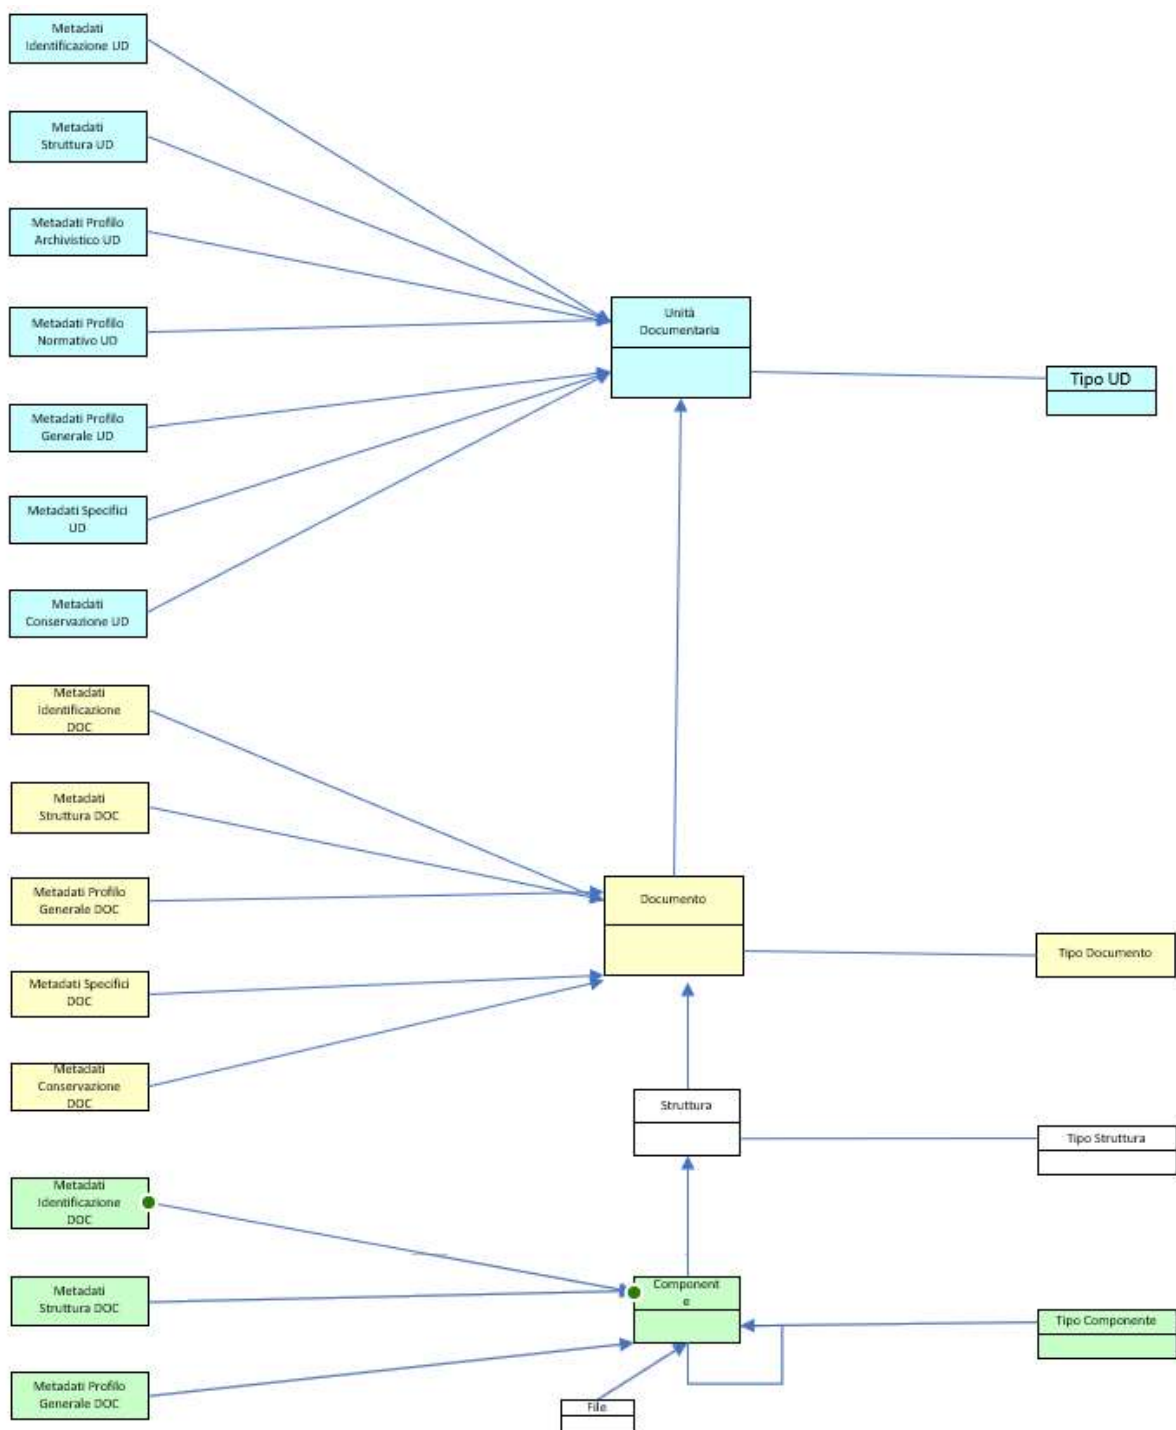 Metadati
Identificazione UD
Metadati
Struttura UD
Metadati Profilo
Archivistico UD
Metadati Profilo
Normativo UD
Unità
Documentaria
Tipo UD
Metadati Profilo
Generale UD
Metadati Specifici
UD
Metadati
Conservazione UD
Metadati
Identificazione
DOC
Metadati
Struttura DOC
Metadati Profilo
Generale DOC
Documento
Tipo Documento
Metadati Specifici
DOC
Metadati
Conservazione
DOC
Struttura
Tipo Struttura
Metadati
Identificazione
DOC
Metadati
Struttura DOC
Component
e
Tipo Componente
Metadati Profilo
Generale DOC
File